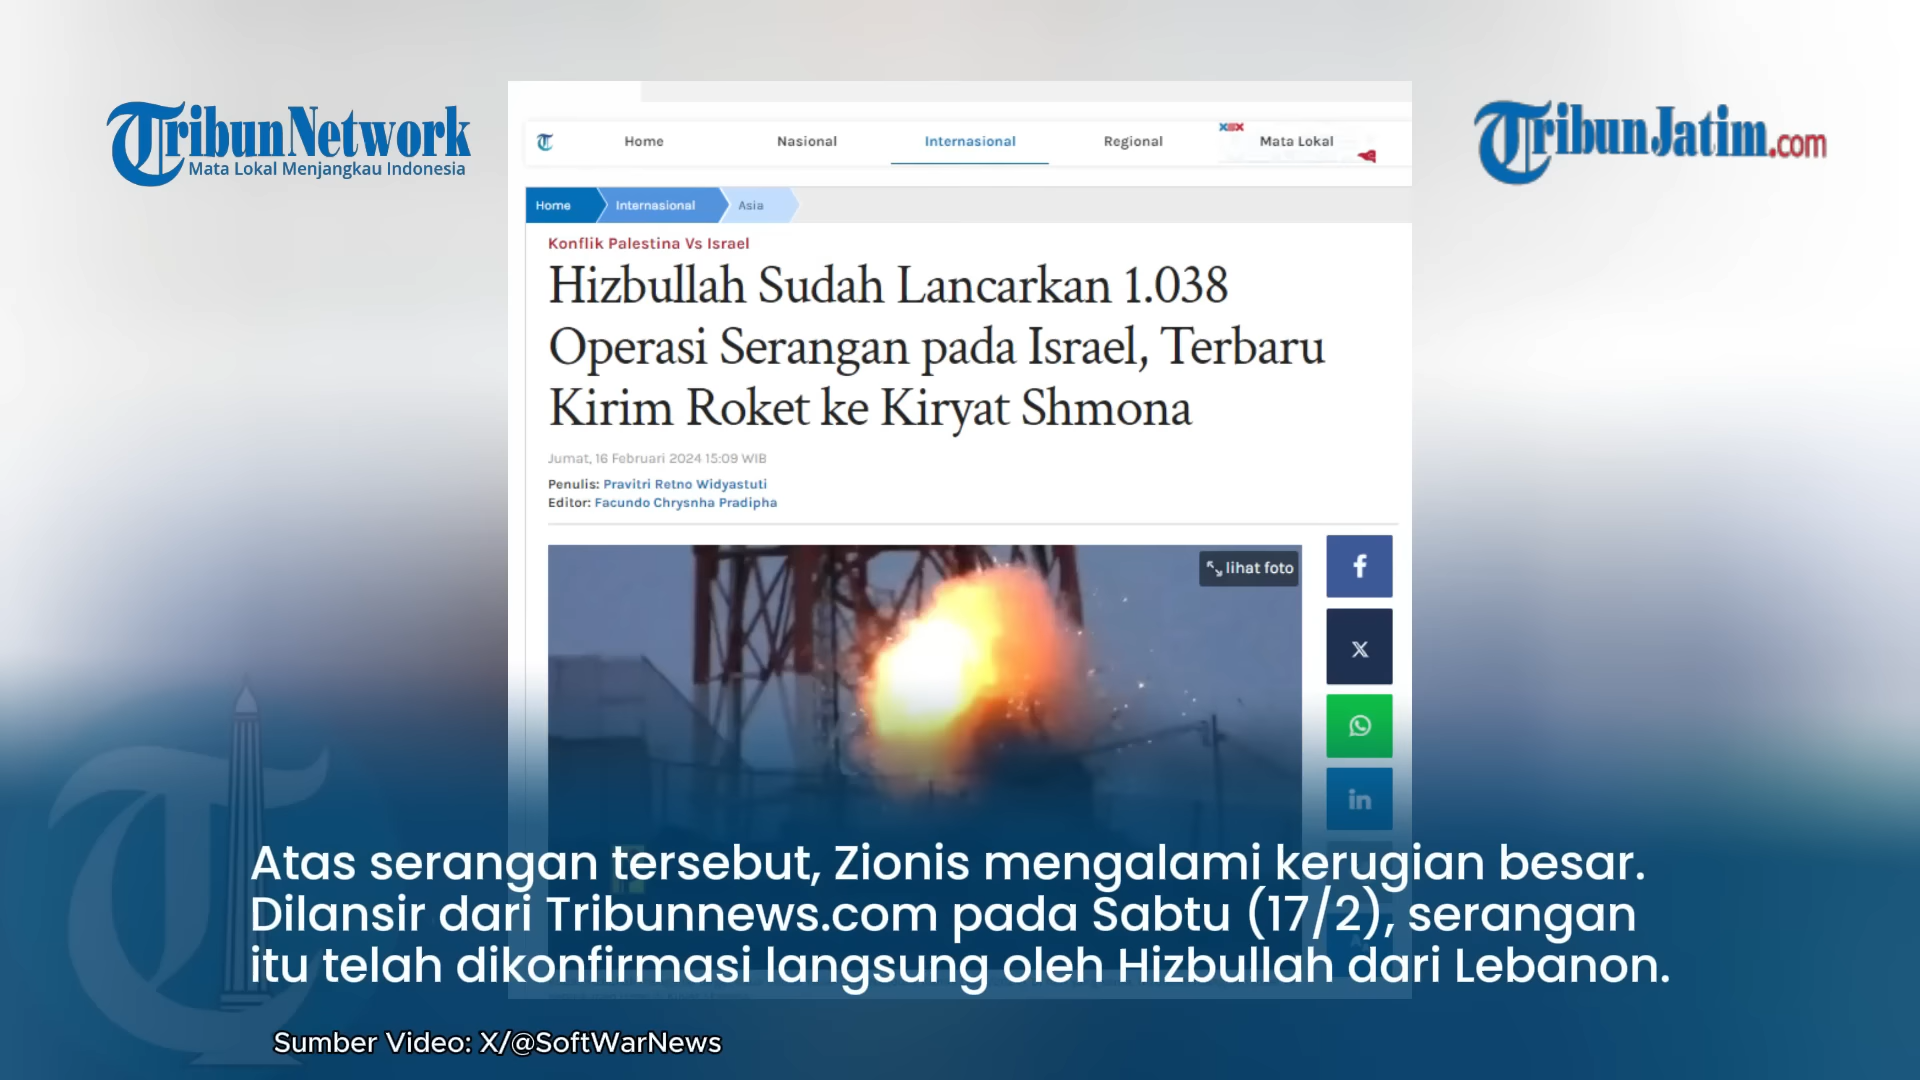 TribunNetwork
Mata Lokal Menjangkau Indonesia
TribunJatim.com
Home Nasional Internasional Regional Mata Lokal
Home Internasional Asia
Konflik Palestina Vs Israel
Hizbullah Sudah Lancarkan 1.038
Operasi Serangan pada Israel, Terbaru
Kirim Roket ke Kiryat Shmona
Jumat, 16 Februari 2024 15:09 WIB
Penulis: Pravitri Retno Widyastuti
Editor: Facundo Chrysnha Pradipha
lihat foto
Atas serangan tersebut, Zionis mengalami kerugian besar.
Dilansir dari Tribunnews.com pada Sabtu (17/2), serangan
itu telah dikonfirmasi langsung oleh Hizbullah dari Lebanon.
Sumber Video: X/@SoftWarNews